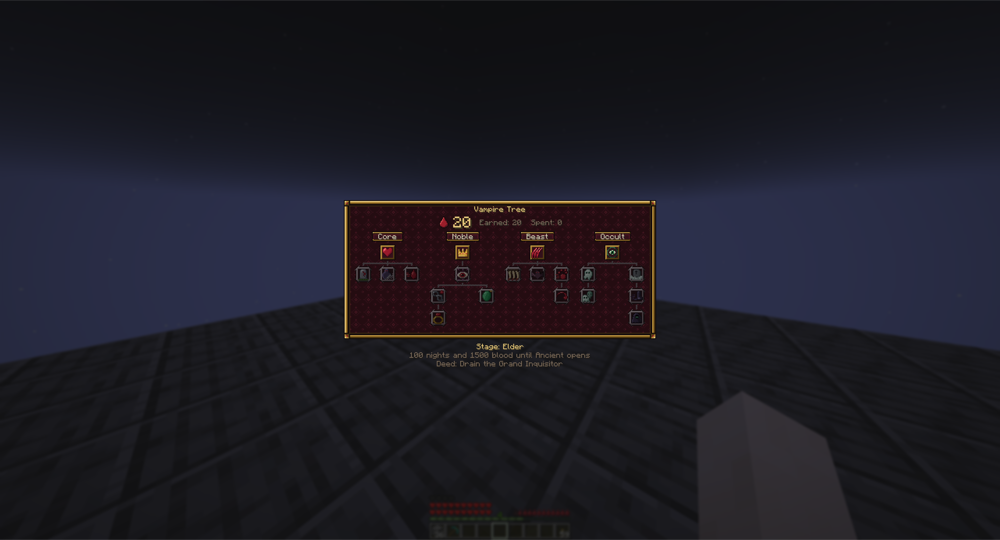 Vampire Tree
20 Earned: 20 Spent: 0
Core Noble Beast Occult
Stage: Elder
100 nights and 1500 blood until Ancient opens
Deed: Drain the Grand Inquisitor